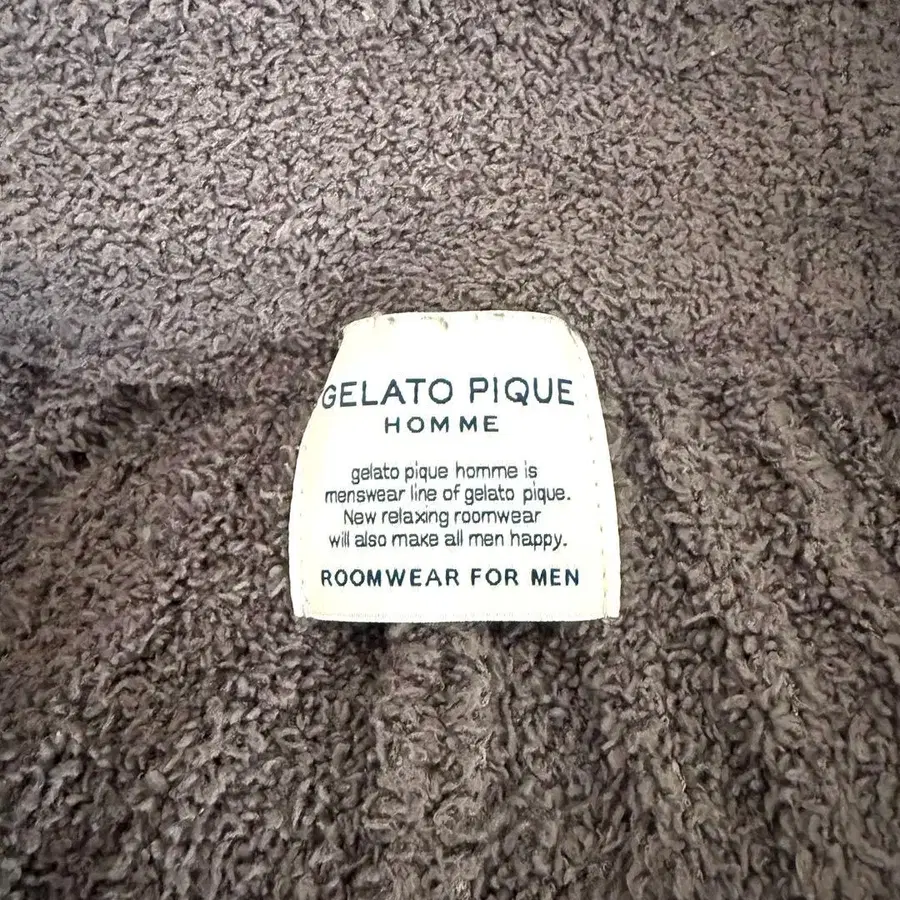 GELATO PIQUE
HOMME
gelato pique homme is
menswear line of gelato pique.
New relaxing roomwear
will also make all men happy.
ROOMWEAR FOR MEN